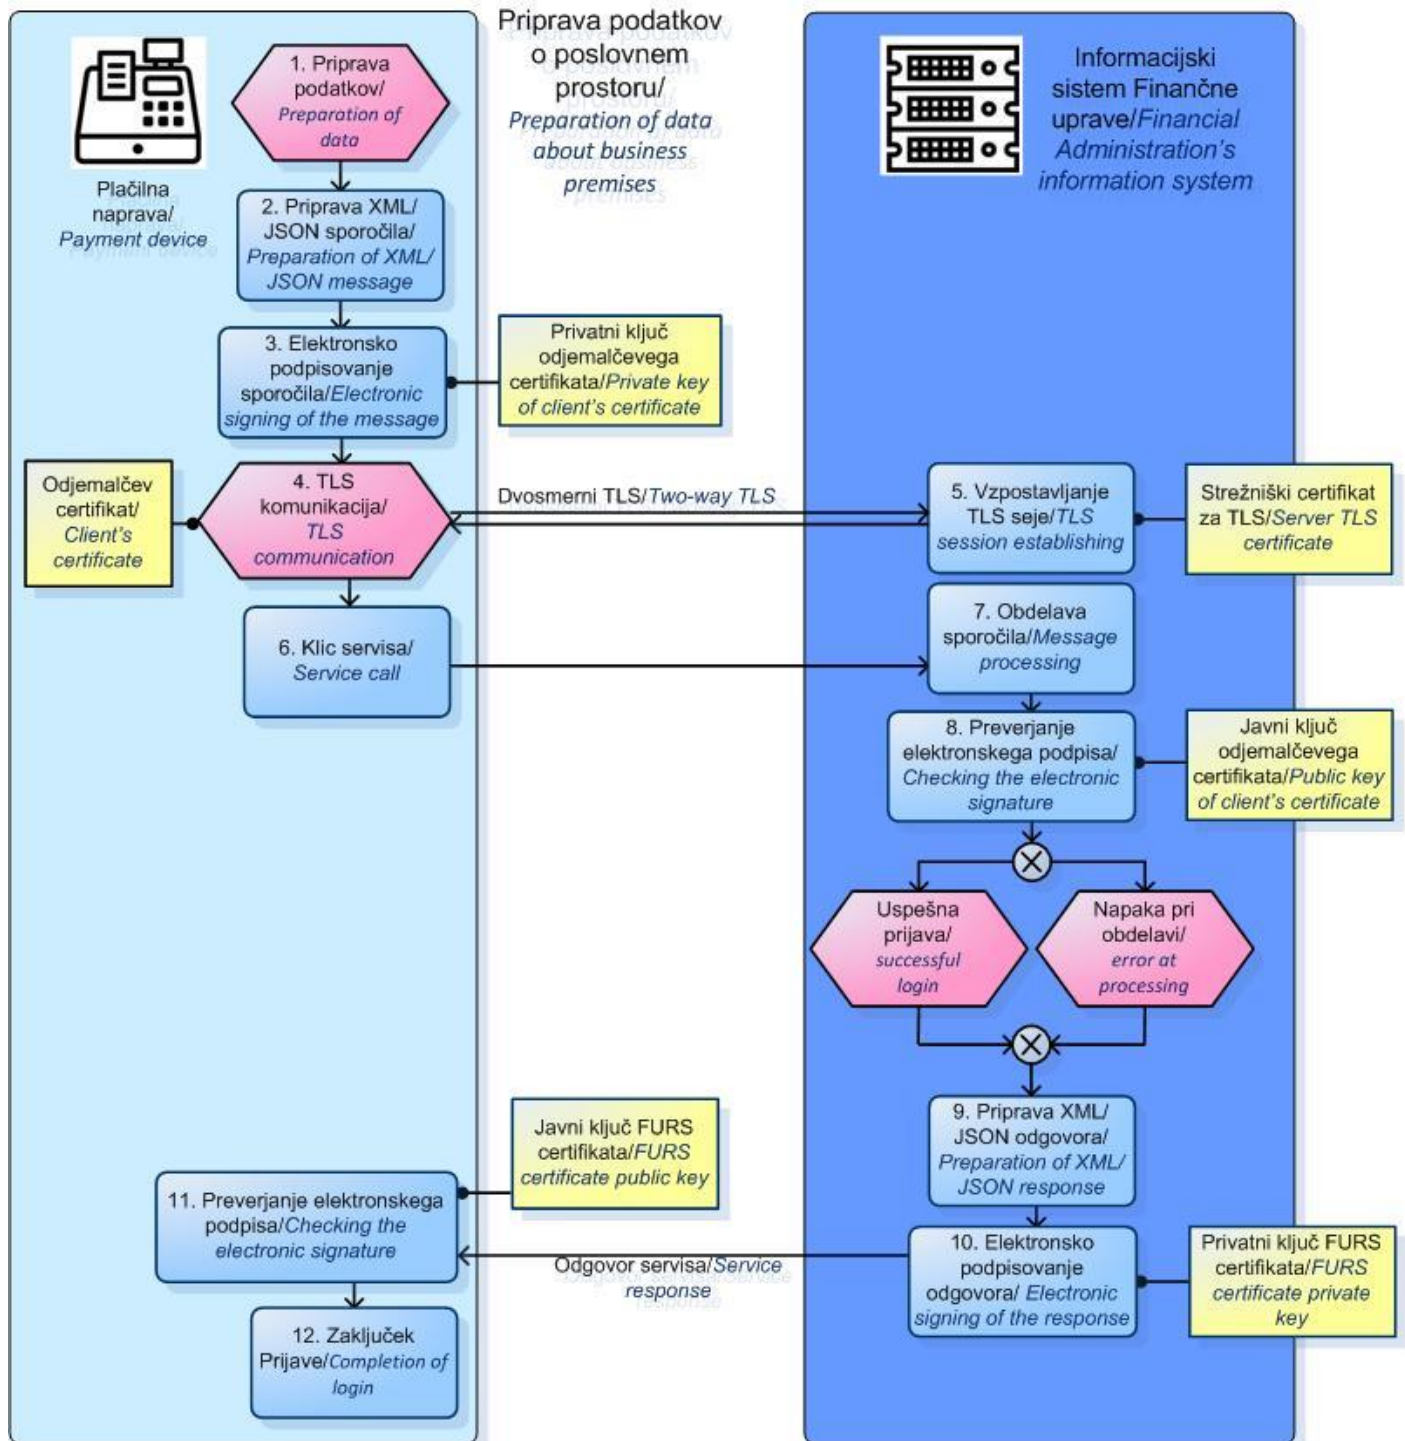 Priprava podatkov
o poslovnem
prostoru/
Preparation of data
about business
premises
Plačilna
naprava/
Payment device
Informacijski
sistem Finančne
uprave/Financial
Administration's
information system
1. Priprava
podatkov/
Preparation of
data
2. Priprava XML/
JSON sporočila/
Preparation of XML/
JSON message
3. Elektronsko
podpisovanje
sporočila/Electronic
signing of the message
Privatni ključ
odjemalčevega
certifikata/Private key
of client's certificate
Odjemalčev
certifikat/
Client's
certificate
4. TLS
komunikacija/
TLS
communication
Dvosmerni TLS/Two-way TLS
5. Vzpostavljanje
TLS seje/TLS
session establishing
Strežniški certifikat
za TLS/Server TLS
certificate
6. Klic servisa/
Service call
7. Obdelava
sporočila/Message
processing
8. Preverjanje
elektronskega podpisa/
Checking the electronic
signature
Javni ključ
odjemalčevega
certifikata/Public key
of client's certificate
Uspešna
prijava/
successful
login
Napaka pri
obdelavi/
error at
processing
9. Priprava XML/
JSON odgovora/
Preparation of XML/
JSON response
10. Elektronsko
podpisovanje
odgovora/ Electronic
signing of the response
Privatni ključ FURS
certifikata/FURS
certificate private
key
Odgovor servisa/Service
response
Javni ključ FURS
certifikata/FURS
certificate public key
11. Preverjanje elektronskega
podpisa/Checking the
electronic signature
12. Zaključek
Prijave/Completion of
login